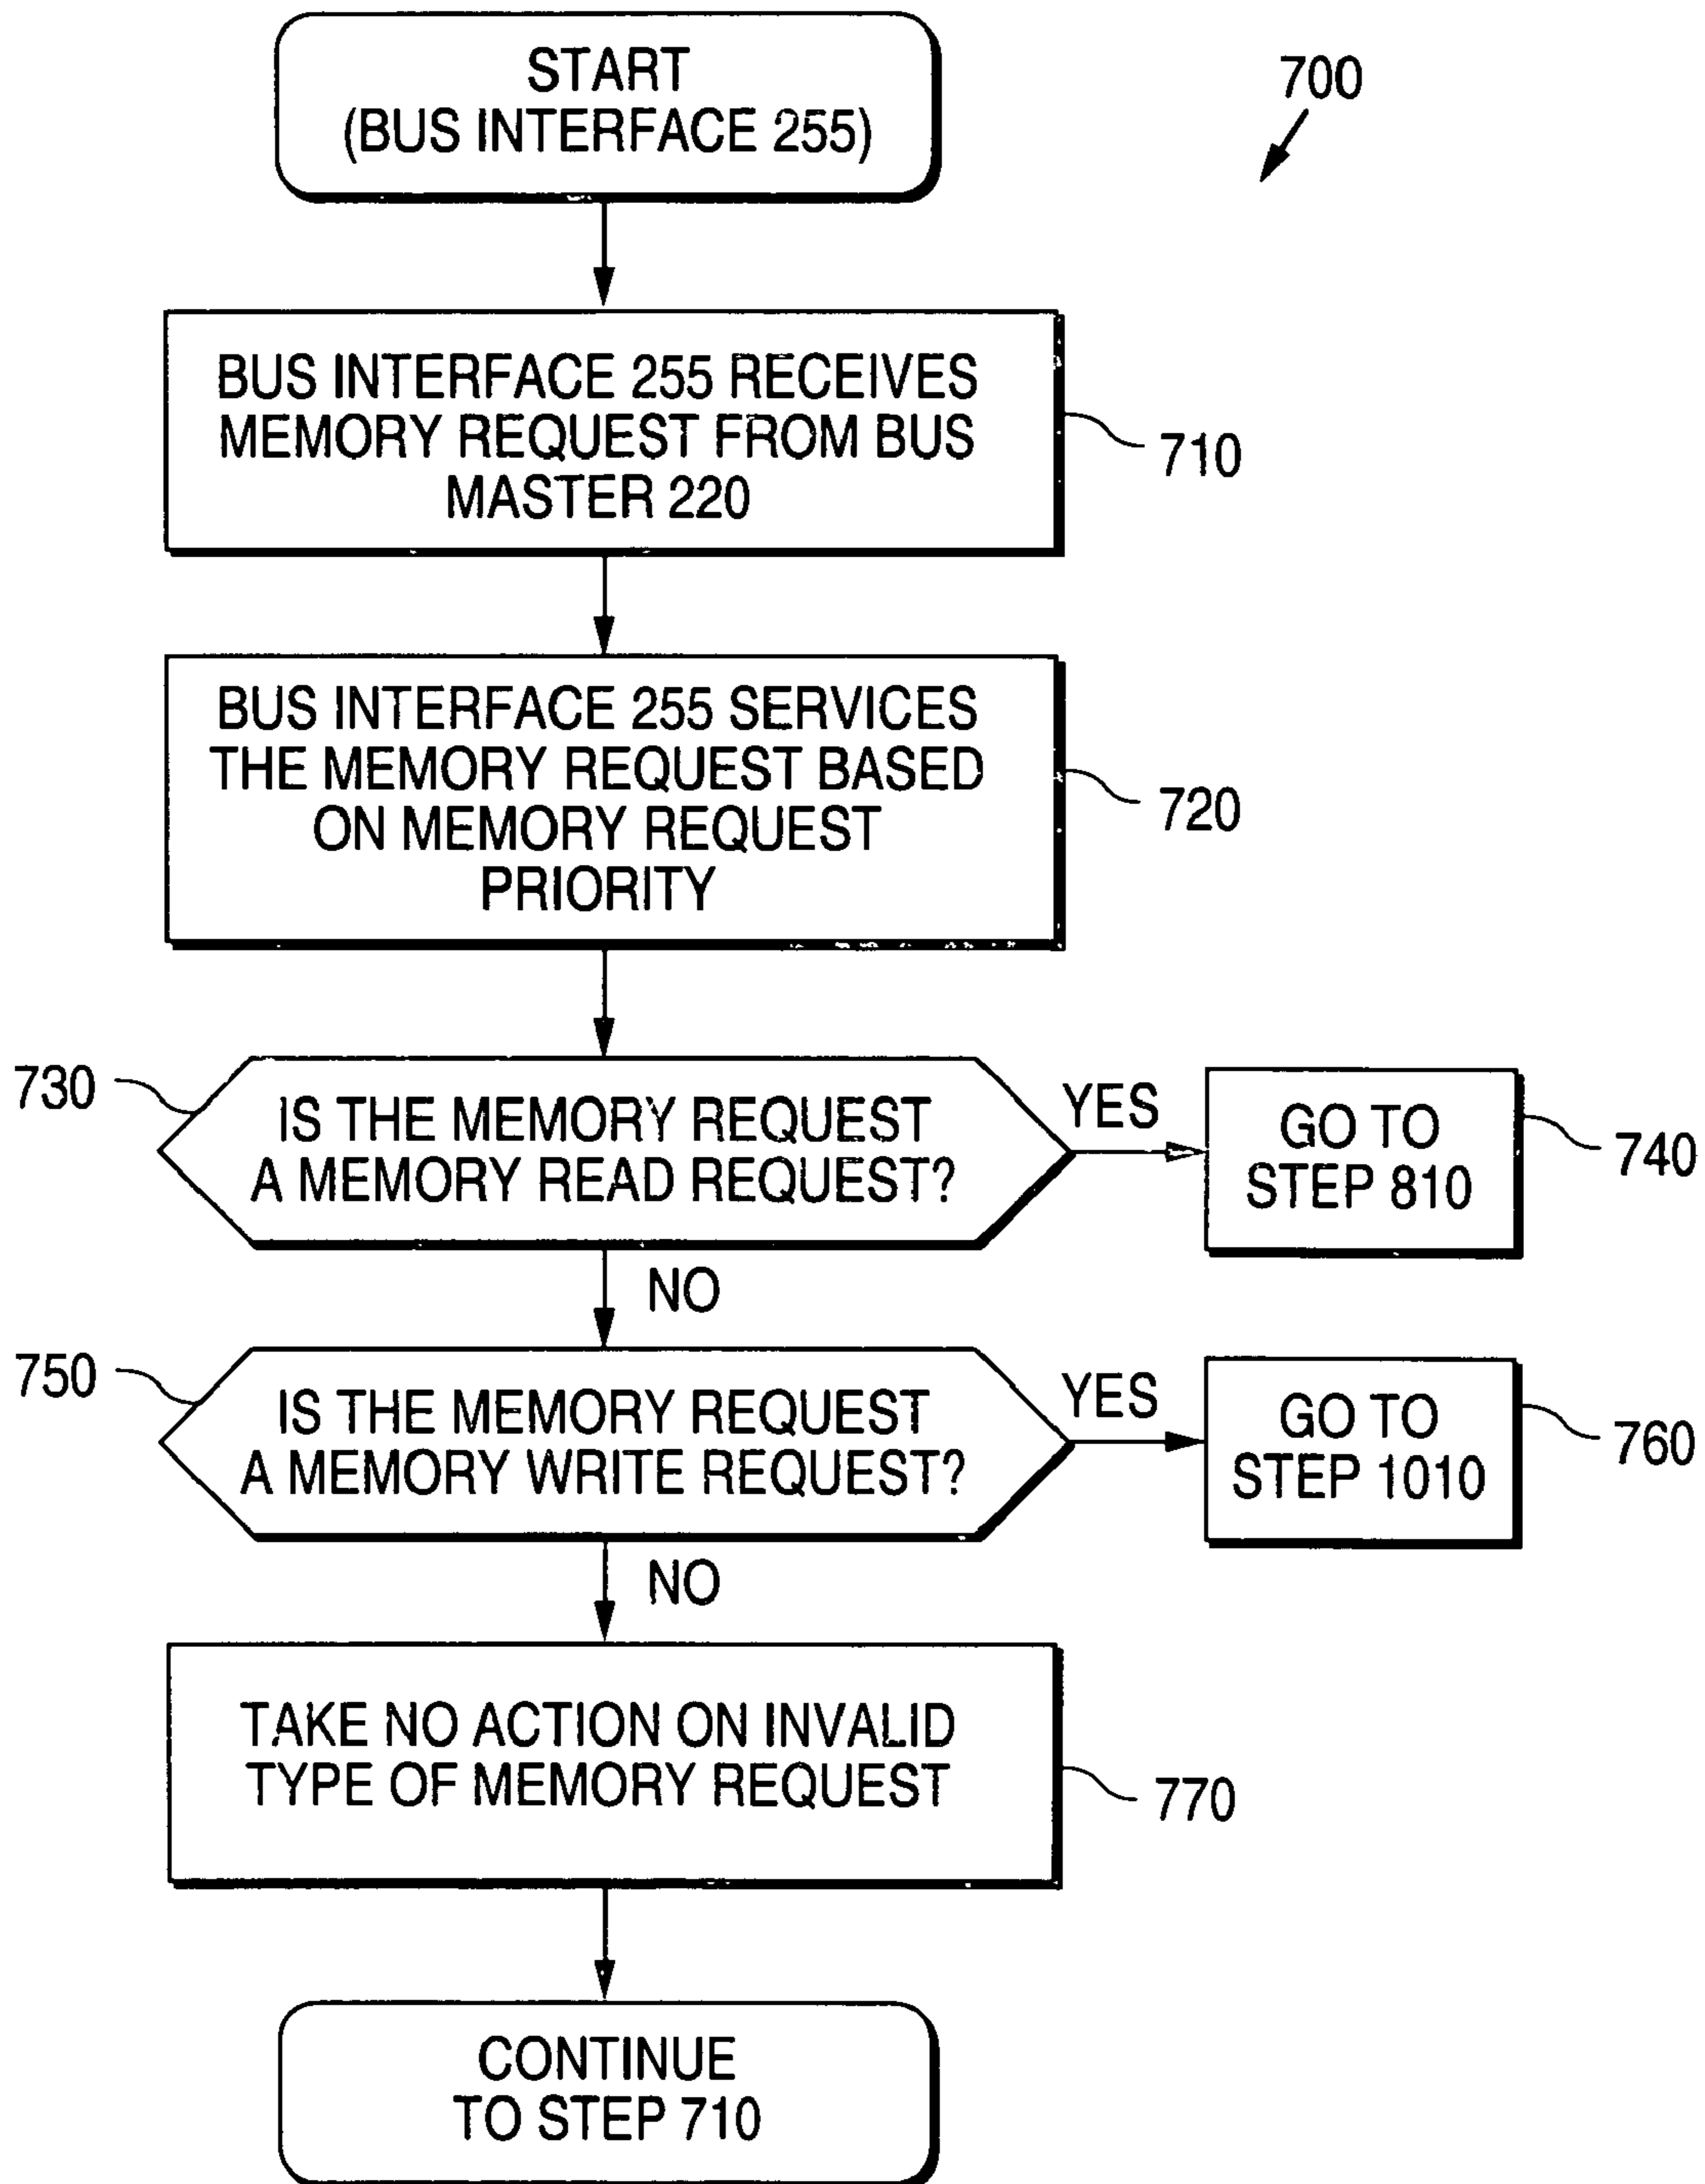 START
(BUS INTERFACE 255)
700
BUS INTERFACE 255 RECEIVES
MEMORY REQUEST FROM BUS
MASTER 220
710
BUS INTERFACE 255 SERVICES
THE MEMORY REQUEST BASED
ON MEMORY REQUEST
PRIORITY
720
730
IS THE MEMORY REQUEST
A MEMORY READ REQUEST?
YES
GO TO
STEP 810
740
NO
750
IS THE MEMORY REQUEST
A MEMORY WRITE REQUEST?
YES
GO TO
STEP 1010
760
NO
TAKE NO ACTION ON INVALID
TYPE OF MEMORY REQUEST
770
CONTINUE
TO STEP 710